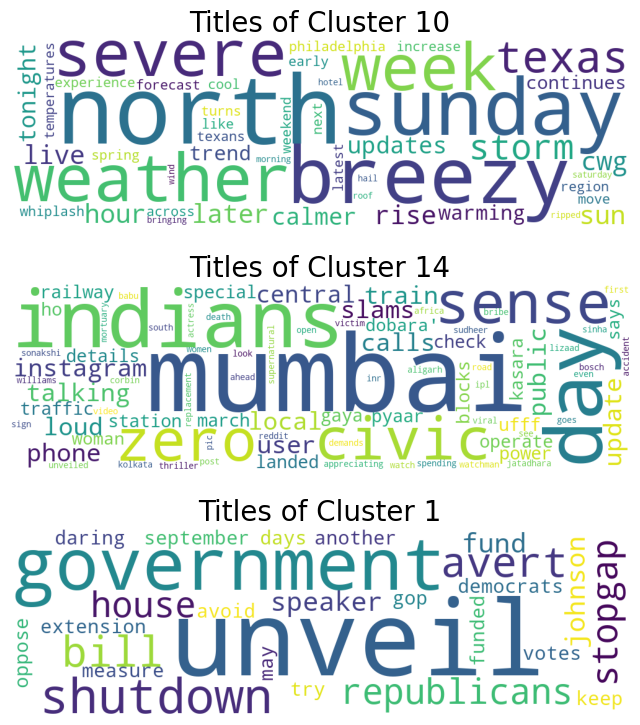 Titles of Cluster 10
severe
philadelphia
increase
week
texas
tonight
temperatures
experience
forecast
cool
early
hotel
continues
north
sunday
turns
like
texans
weekend
next
live
spring
trend
morning
updates
storm
cwg
weather
wind
latest
breezy
hail
roof
saturday
region
move
whiplash
hour
across
bringing
later
calmer
rise
warming
ripped
sun
Titles of Cluster 14
railway
babu
special
central
train
sense
first
indians
ho
mortuary
actress
death
slams
victim
africa
bribe
says
south
women
open
dobara'
sudheer
sinha
sonakshi
details
supernatural
look
calls
check
kasara
public
lizaad
accident
instagram
mumbai
day
williams
corbin
replacement
ahead
inr
aligarh
blocks
road
ipl
bosch
even
talking
traffic
video
zero
station
march
local
gaya
pyaar
civic
viral
goes
update
sign
loud
woman
pic
reddit
user
ufff
see
operate
power
phone
unveiled
kolkata
thriller
post
landed
demands
appreciating
watch
spending
watchman
jatadhara
Titles of Cluster 1
daring
september
days
another
fund
government
avert
stopgap
johnson
house
avoid
speaker
gop
democrats
oppose
extension
unveil
funded
bill
measure
may
votes
shutdown
try
republicans
keep